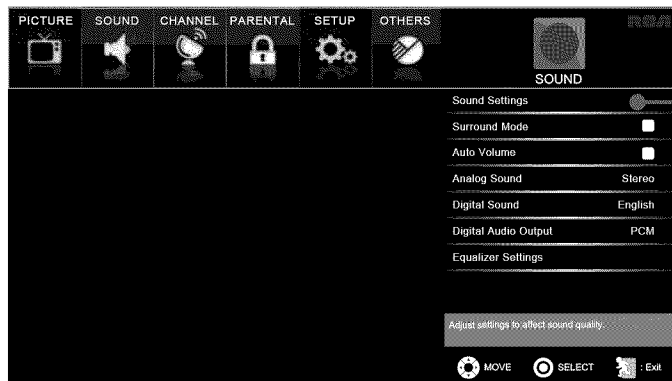 PICTURE SOUND CHANNEL PARENTAL SETUP OTHERS
RCA
SOUND
Sound Settings
Surround Mode
Auto Volume
Analog Sound Stereo
Digital Sound English
Digital Audio Output PCM
Equalizer Settings
Adjust settings to affect sound quality.
MOVE SELECT : Exit